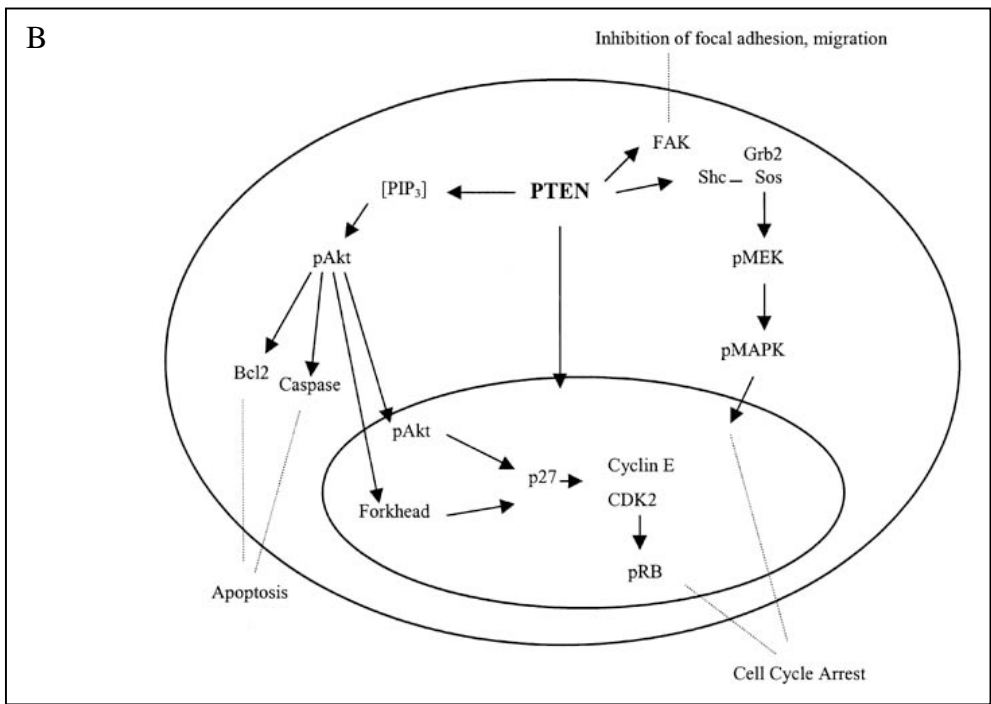 B
Inhibition of focal adhesion, migration
FAK
Grb2
Shc
Sos
[PIP₃]
PTEN
pAkt
pMEK
pMAPK
Bcl2
Caspase
pAkt
p27
Cyclin E
CDK2
Forkhead
pRB
Apoptosis
Cell Cycle Arrest